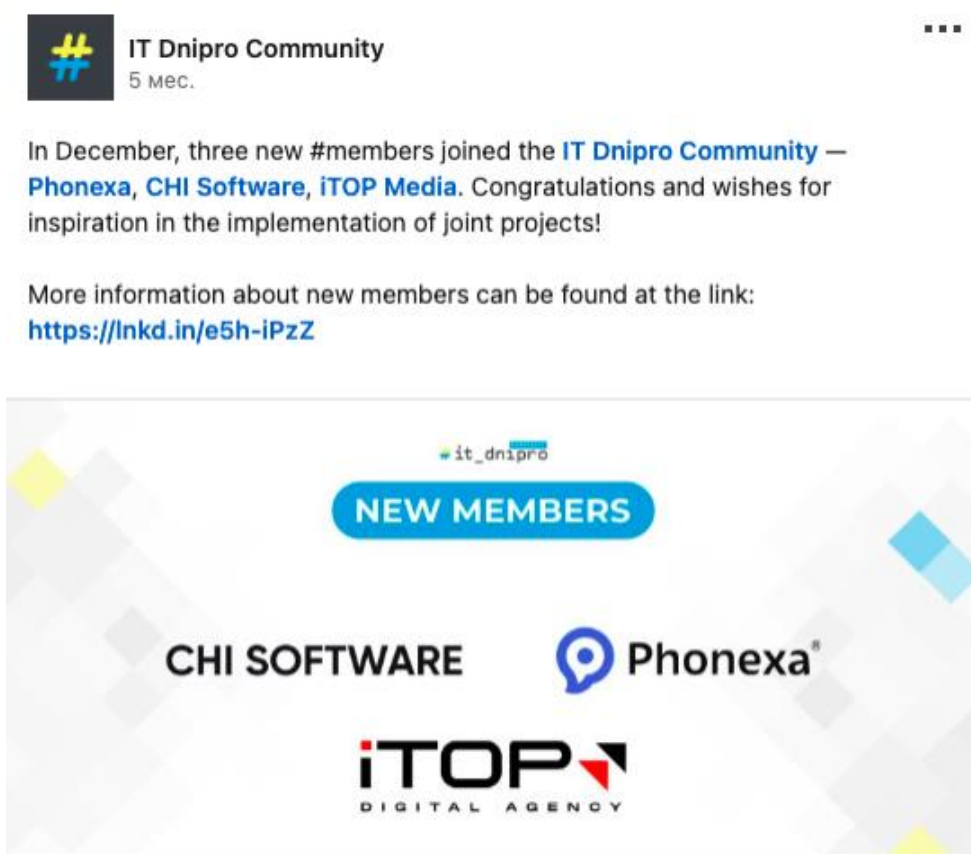 IT Dnipro Community
5 мес.
In December, three new #members joined the IT Dnipro Community —
Phonexa, CHI Software, iTOP Media. Congratulations and wishes for
inspiration in the implementation of joint projects!
More information about new members can be found at the link:
https://lnkd.in/e5h-iPzZ
#it_dnipro
NEW MEMBERS
CHI SOFTWARE
Phonexa®
iTOP
DIGITAL AGENCY